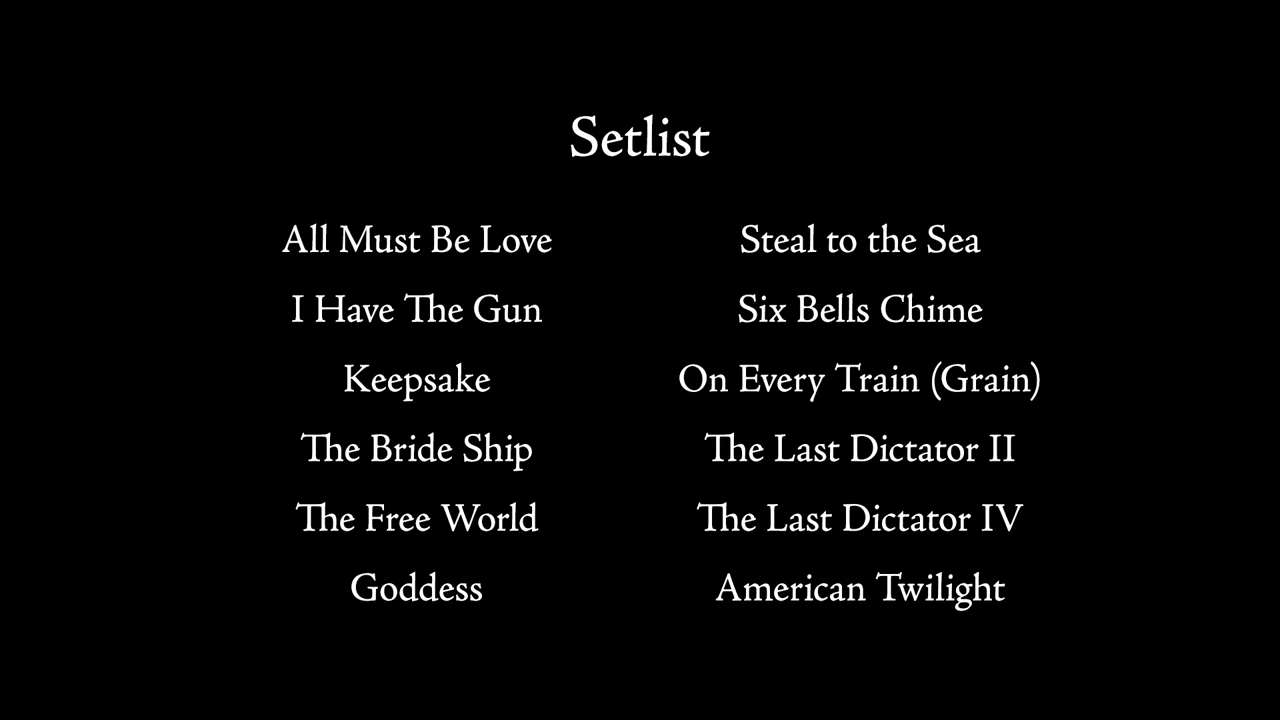 Setlist
All Must Be Love
I Have The Gun
Keepsake
The Bride Ship
The Free World
Goddess
Steal to the Sea
Six Bells Chime
On Every Train (Grain)
The Last Dictator II
The Last Dictator IV
American Twilight